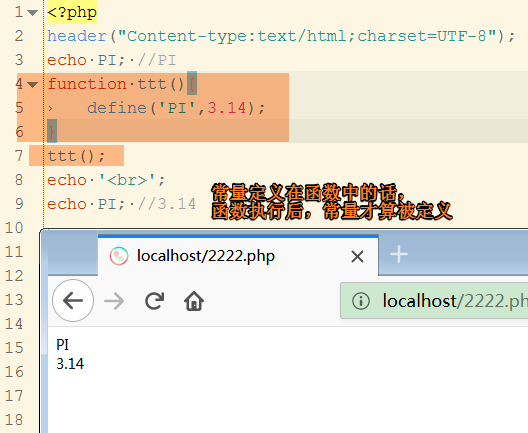 1 <?php
2 header("Content-type:text/html;charset=UTF-8");
3 echo PI; //PI
4 function ttt(){
5 define('PI',3.14);
6 }
7 ttt();
8 echo '<br>';
9 echo PI; //3.14
常量定义在函数中的话，
函数执行后，常量才算被定义
10
11
12
13
14
15
16
17
18
localhost/2222.php
localhost/2222.ph
PI
3.14